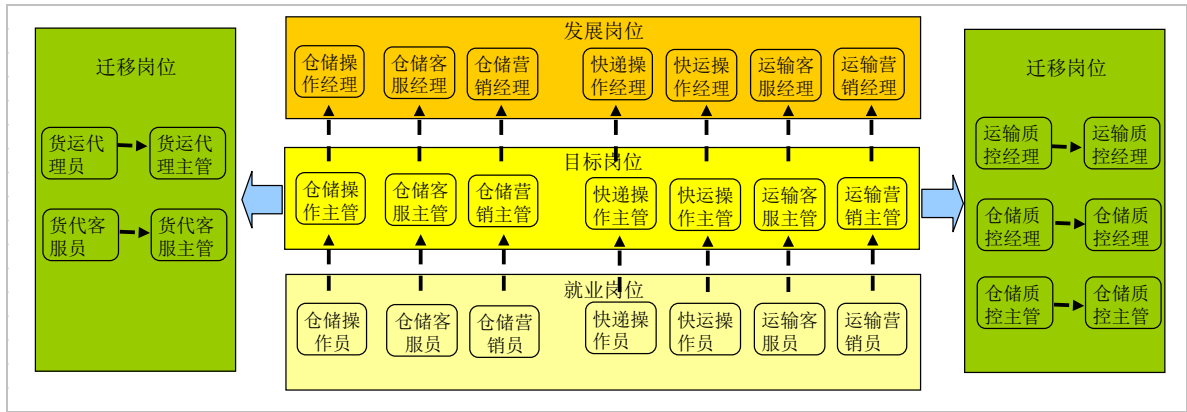 迁移岗位
货运代
理员
货运代
理主管
货代客
服员
货代客
服主管
发展岗位
仓储操
作经理
仓储客
服经理
仓储营
销经理
快递操
作经理
快运操
作经理
运输客
服经理
运输营
销经理
目标岗位
仓储操
作主管
仓储客
服主管
仓储营
销主管
快递操
作主管
快运操
作主管
运输客
服主管
运输营
销主管
就业岗位
仓储操
作员
仓储客
服员
仓储营
销员
快递操
作员
快运操
作员
运输客
服员
运输营
销员
迁移岗位
运输质
控经理
运输质
控经理
仓储质
控经理
仓储质
控经理
仓储质
控主管
仓储质
控主管